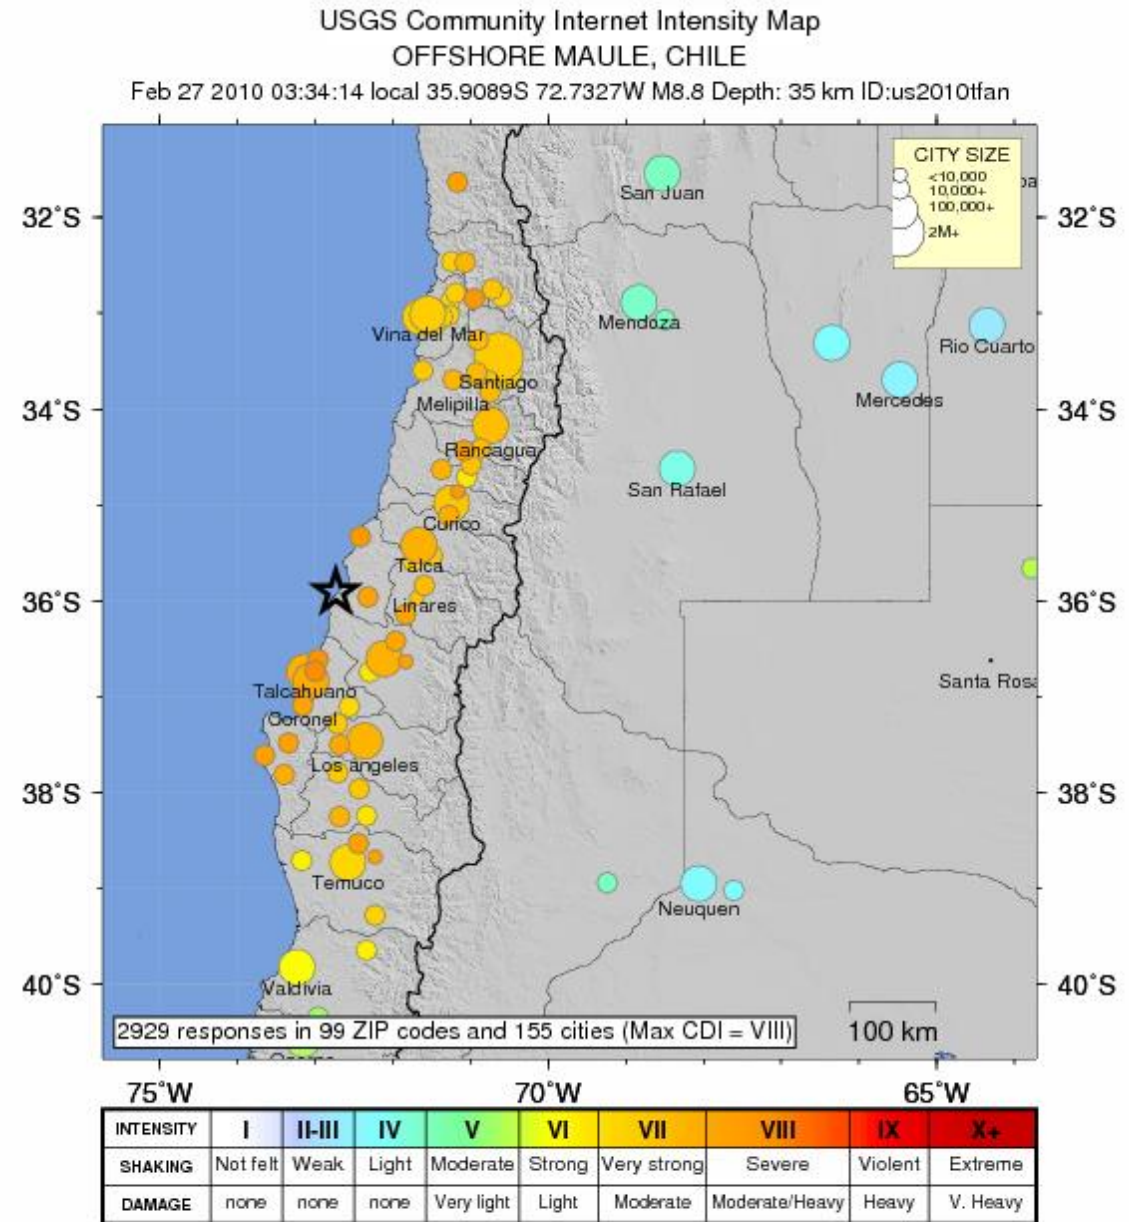 USGS Community Internet Intensity Map
OFFSHORE MAULE, CHILE
Feb 27 2010 03:34:14 local 35.9089S 72.7327W M8.8 Depth: 35 km ID:us2010tfan
CITY SIZE
<10,000
10,000+
100,000+
2M+
San Juan
32°S 32°S
Mendoza
Vina del Mar
Rio Cuarto
Santiago
Mercedes
Melipilla
34°S 34°S
Rancagua
San Rafael
Curico
Talca
36°S 36°S
Linares
Santa Rosa
Talcahuano
Coronel
Los angeles
38°S 38°S
Temuco
Neuquen
40°S 40°S
Valdivia
2929 responses in 99 ZIP codes and 155 cities (Max CDI = VIII)
100 km
75°W 70°W 65°W
INTENSITY I II-III IV V VI VII VIII IX X+
SHAKING Not felt Weak Light Moderate Strong Very strong Severe Violent Extreme
DAMAGE none none none Very light Light Moderate Moderate/Heavy Heavy V. Heavy